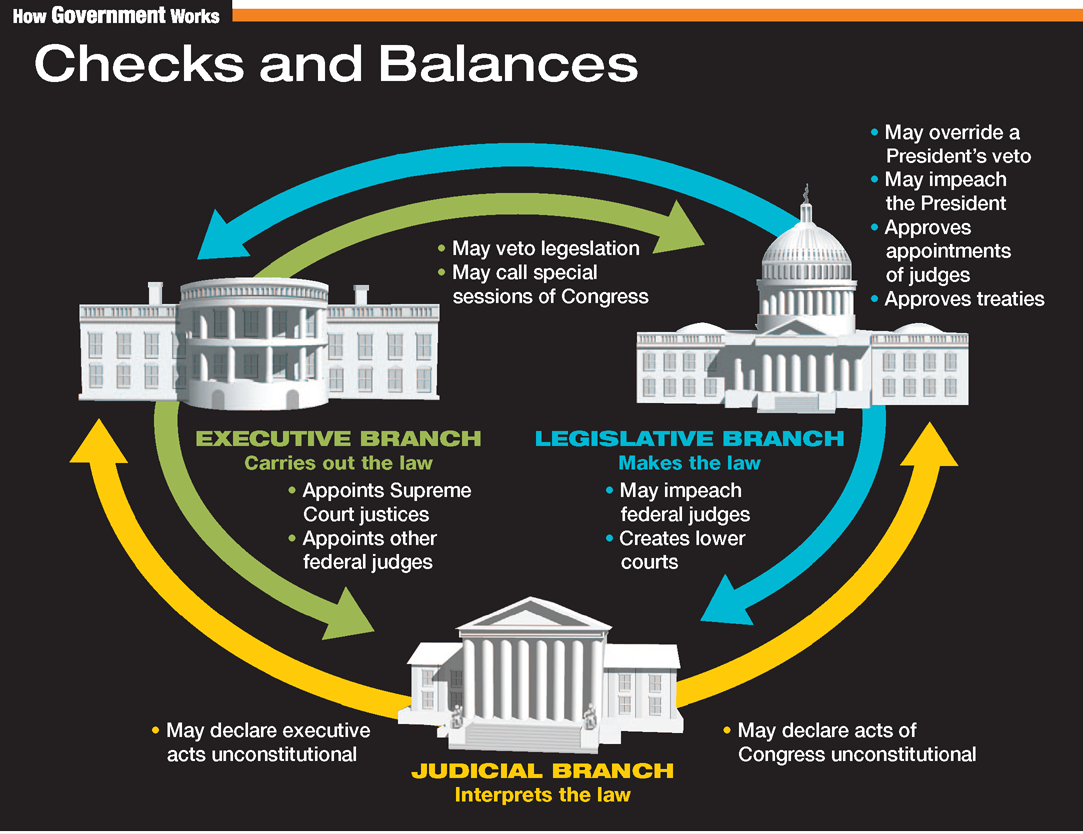 How Government Works
Checks and Balances
• May override a
President's veto
• May impeach
the President
• Approves
appointments
of judges
• Approves treaties
• May veto legeslation
• May call special
sessions of Congress
EXECUTIVE BRANCH
Carries out the law
• Appoints Supreme
Court justices
• Appoints other
federal judges
LEGISLATIVE BRANCH
Makes the law
• May impeach
federal judges
• Creates lower
courts
• May declare executive
acts unconstitutional
• May declare acts of
Congress unconstitutional
JUDICIAL BRANCH
Interprets the law